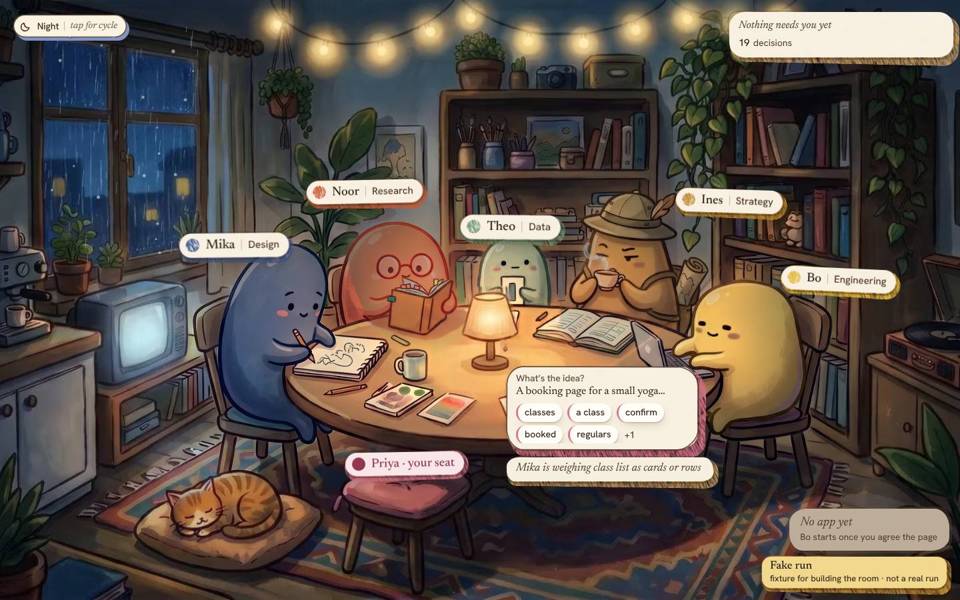 Night | tap for cycle
Nothing needs you yet
19 decisions
Noor | Research
Ines | Strategy
Theo | Data
Mika | Design
Bo | Engineering
What's the idea?
A booking page for a small yoga...
classes a class confirm
booked regulars +1
Mika is weighing class list as cards or rows
Priya · your seat
No app yet
Bo starts once you agree the page
Fake run
fixture for building the room · not a real run